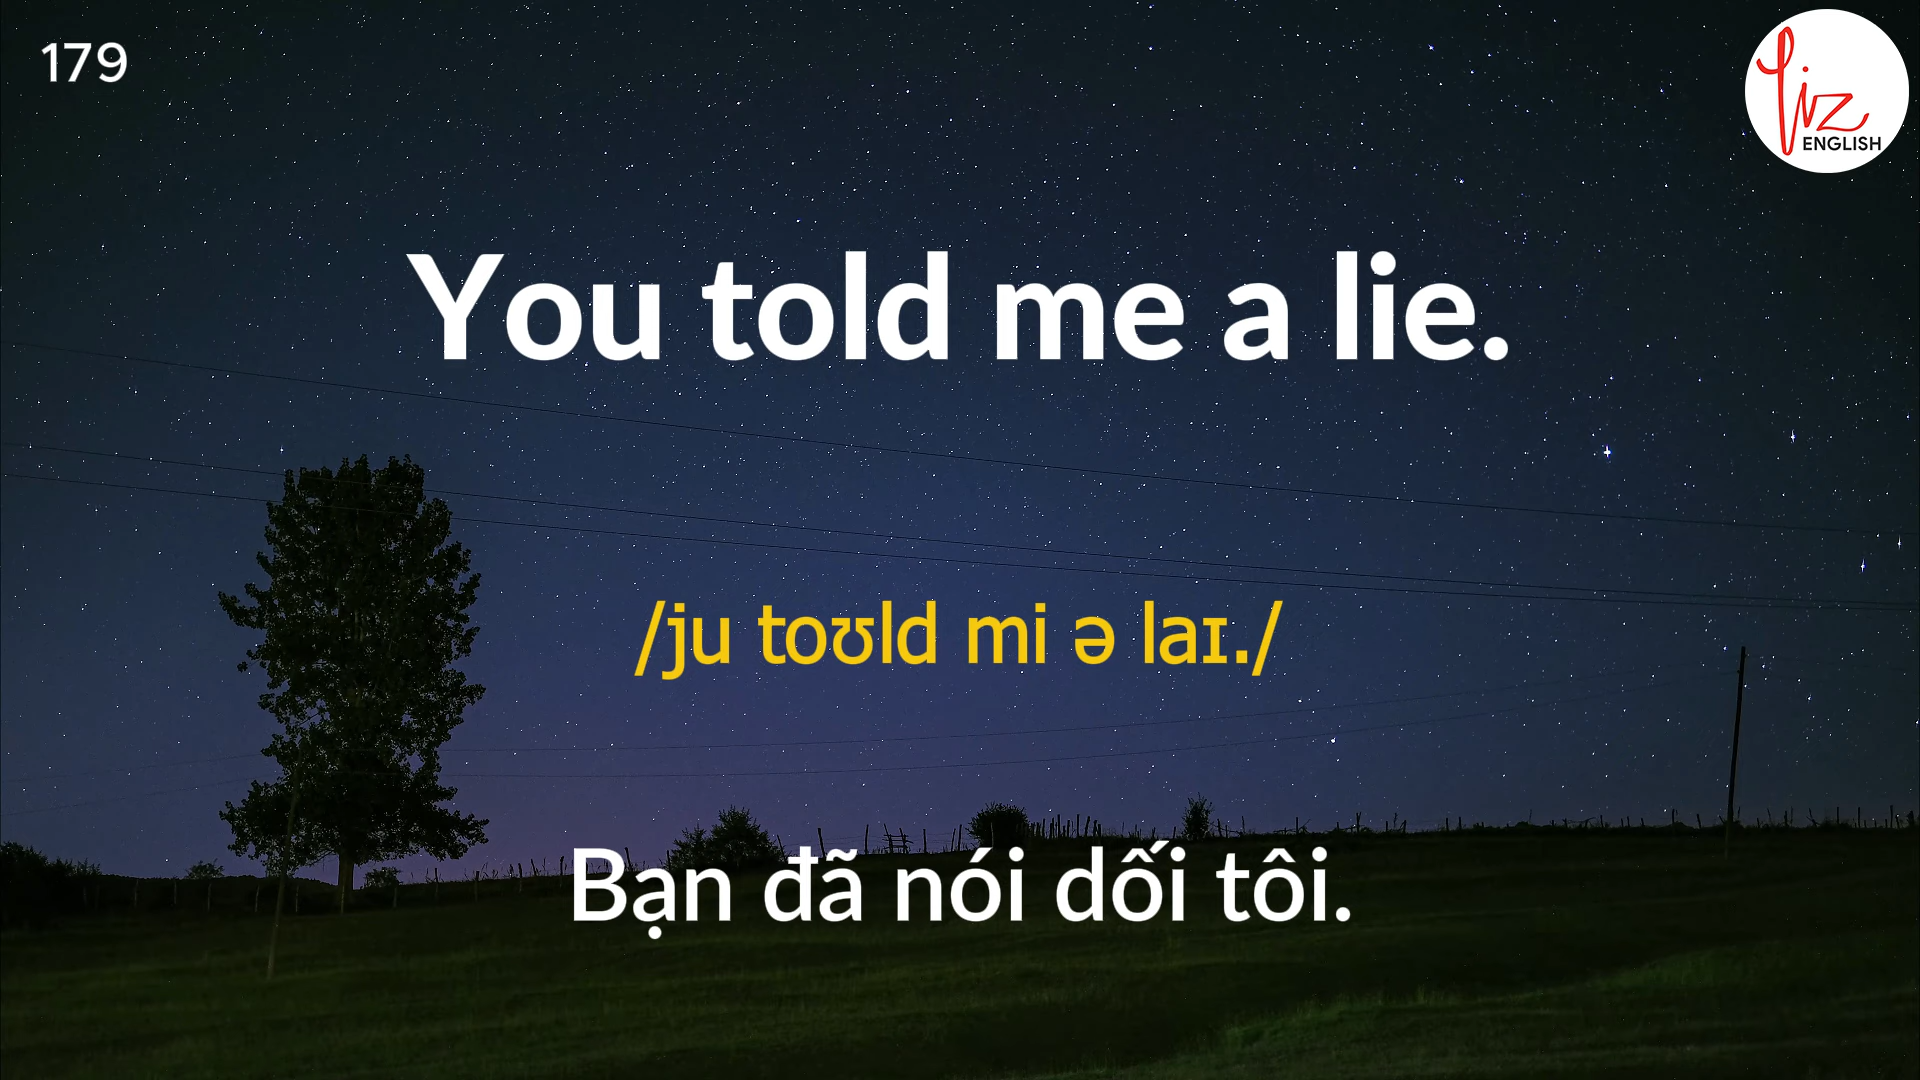 179
Liz
ENGLISH
You told me a lie.
/ju toʊld mi ə laɪ./
Bạn đã nói dối tôi.